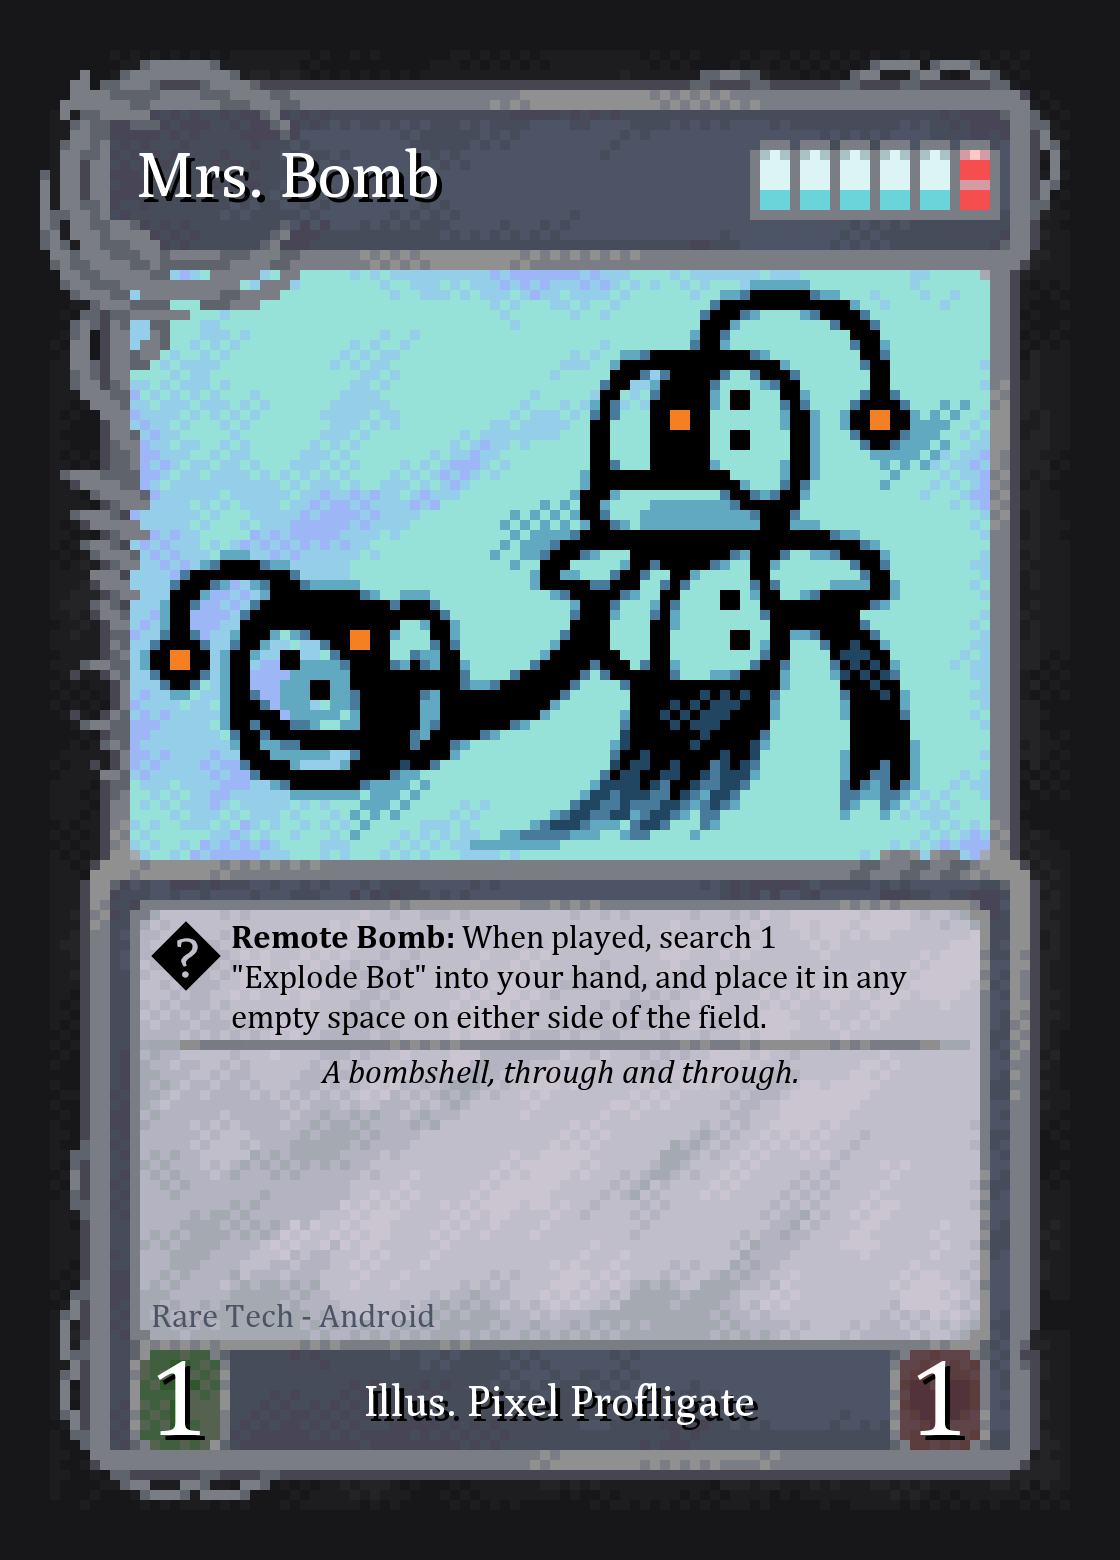 Mrs. Bomb
?
Remote Bomb: When played, search 1
"Explode Bot" into your hand, and place it in any
empty space on either side of the field.
A bombshell, through and through.
Rare Tech - Android
1
Illus. Pixel Profligate
1